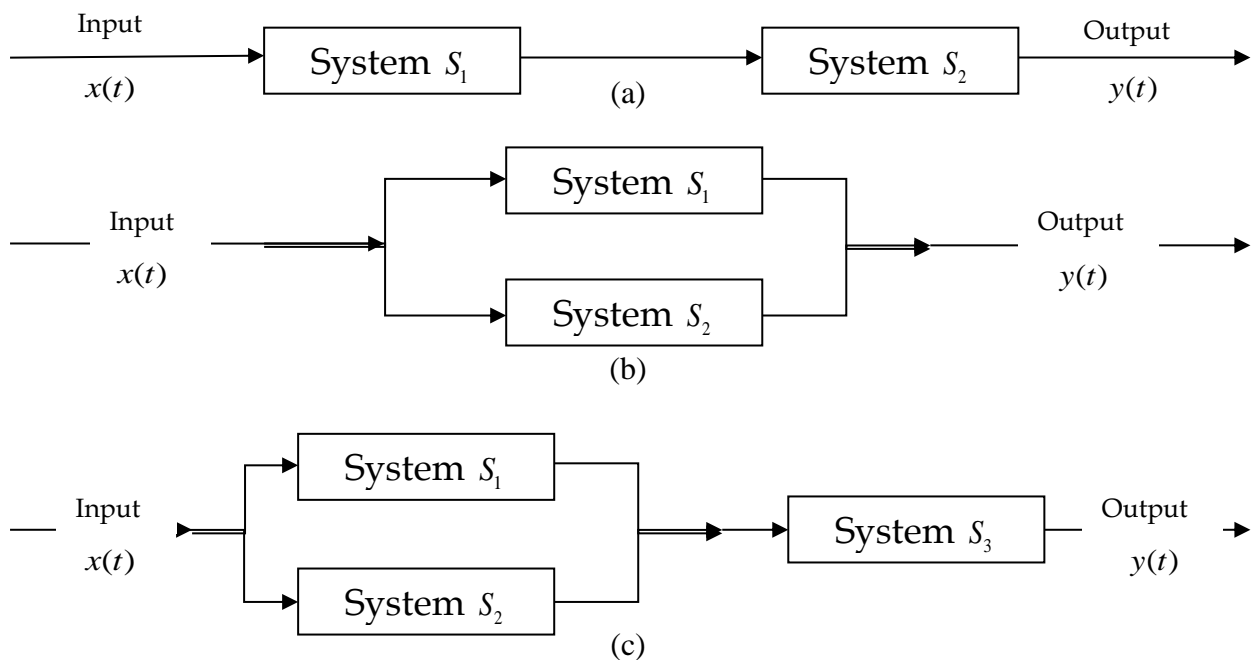 Input
x(t)
System S₁
(a)
System S₂
Output
y(t)
Input
x(t)
System S₁
System S₂
Output
y(t)
(b)
Input
x(t)
System S₁
System S₂
System S₃
Output
y(t)
(c)